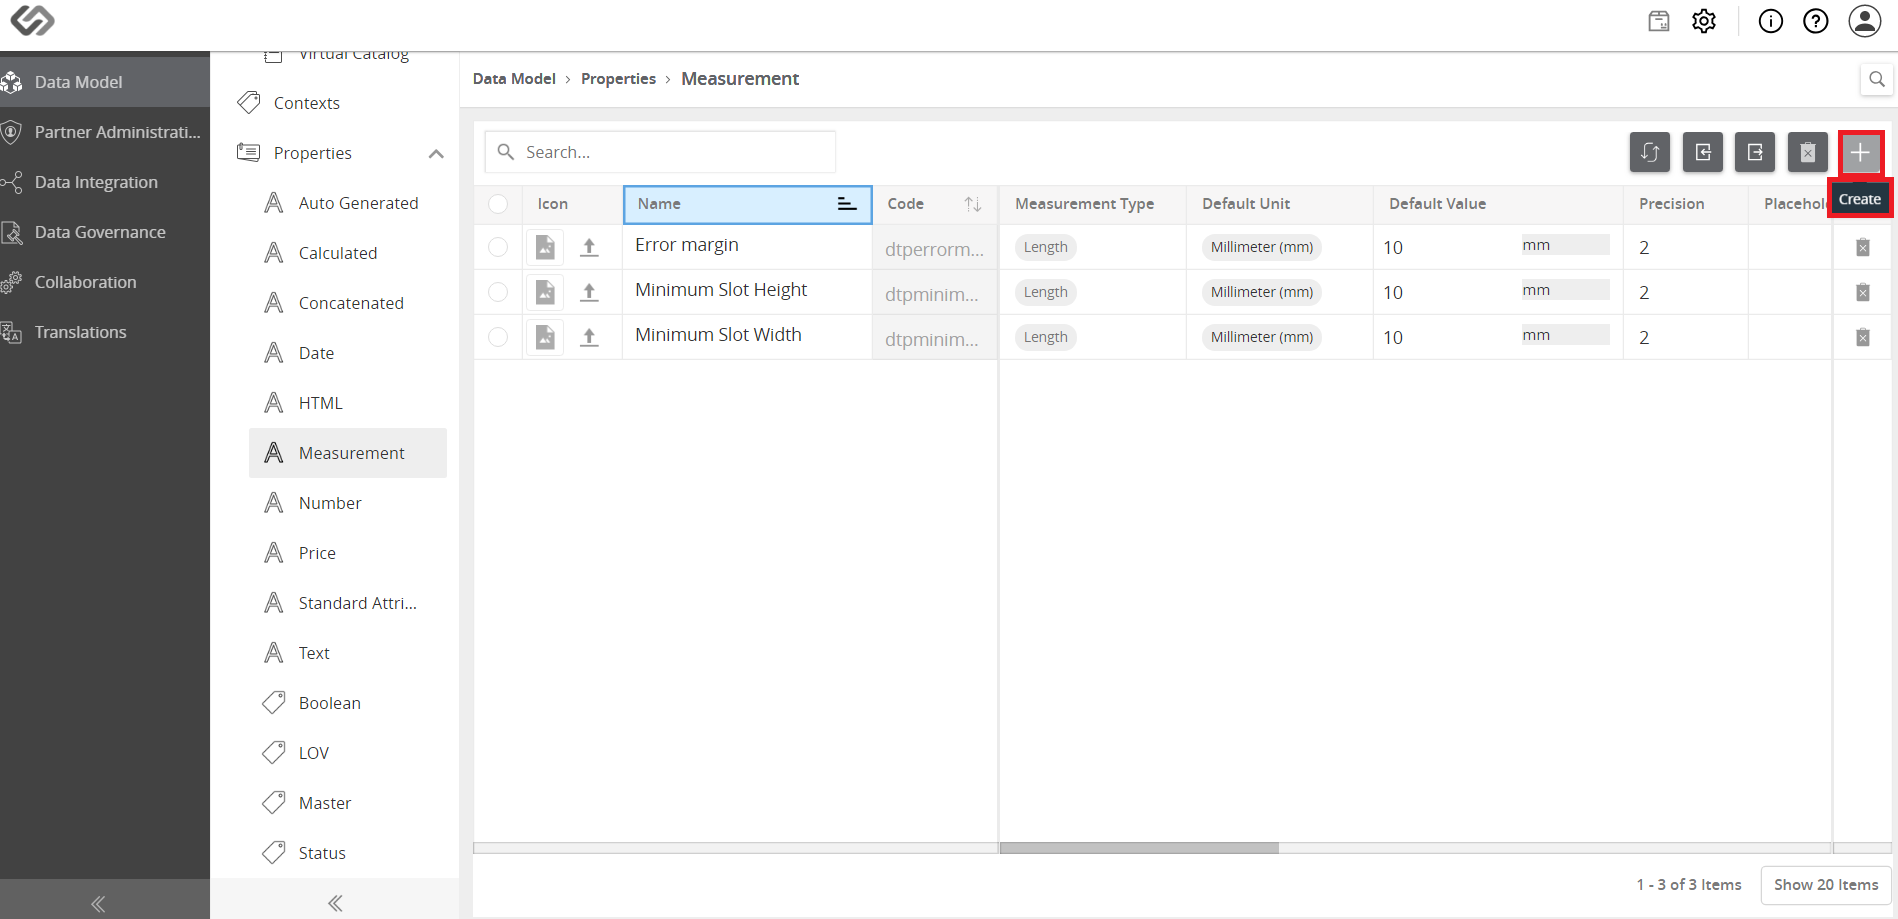 Data Model
Partner Administrati...
Data Integration
Data Governance
Collaboration
Translations
Virtual Catalog
Contexts
Properties
Auto Generated
Calculated
Concatenated
Date
HTML
Measurement
Number
Price
Standard Attri...
Text
Boolean
LOV
Master
Status
Data Model > Properties > Measurement
Search...
Create
Icon Name Code Measurement Type Default Unit Default Value Precision Placehol
Error margin dtperrorm... Length Millimeter (mm) 10 mm 2
Minimum Slot Height dtpminim... Length Millimeter (mm) 10 mm 2
Minimum Slot Width dtpminim... Length Millimeter (mm) 10 mm 2
1 - 3 of 3 Items Show 20 Items